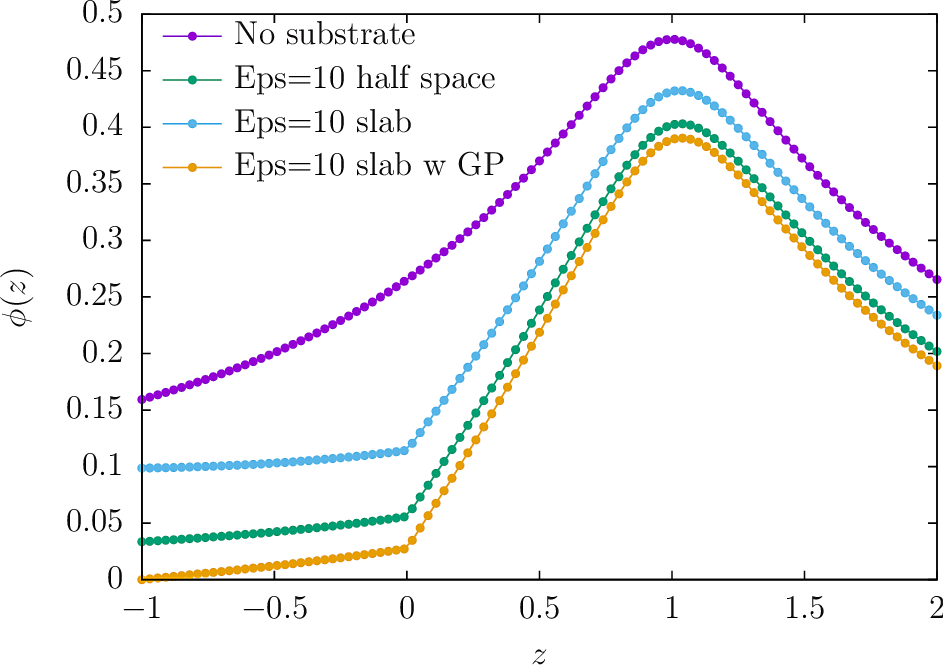 0.5
0.45
0.4
0.35
0.3
0.25
0.2
0.15
0.1
0.05
0
No substrate
Eps=10 half space
Eps=10 slab
Eps=10 slab w GP
ϕ(z)
−1 −0.5 0 0.5 1 1.5 2
z